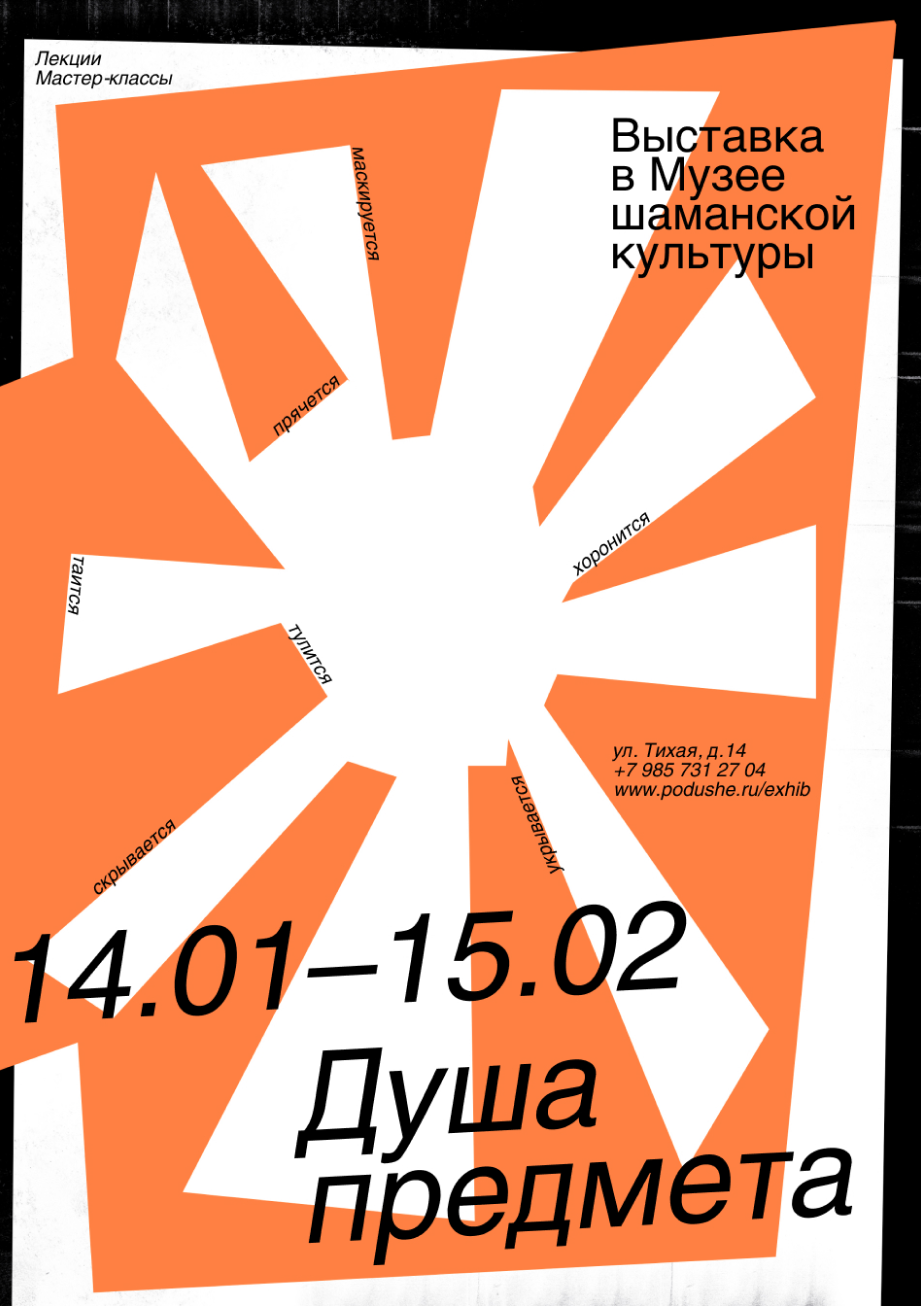 Лекции
Мастер-классы
Выставка
в Музее
шаманской
культуры
маскируется
прячется
хоронится
таится
тулится
ул. Тихая, д.14
+7 985 731 27 04
www.podushe.ru/exhib
укрывается
скрывается
14.01–15.02
Душа
предмета